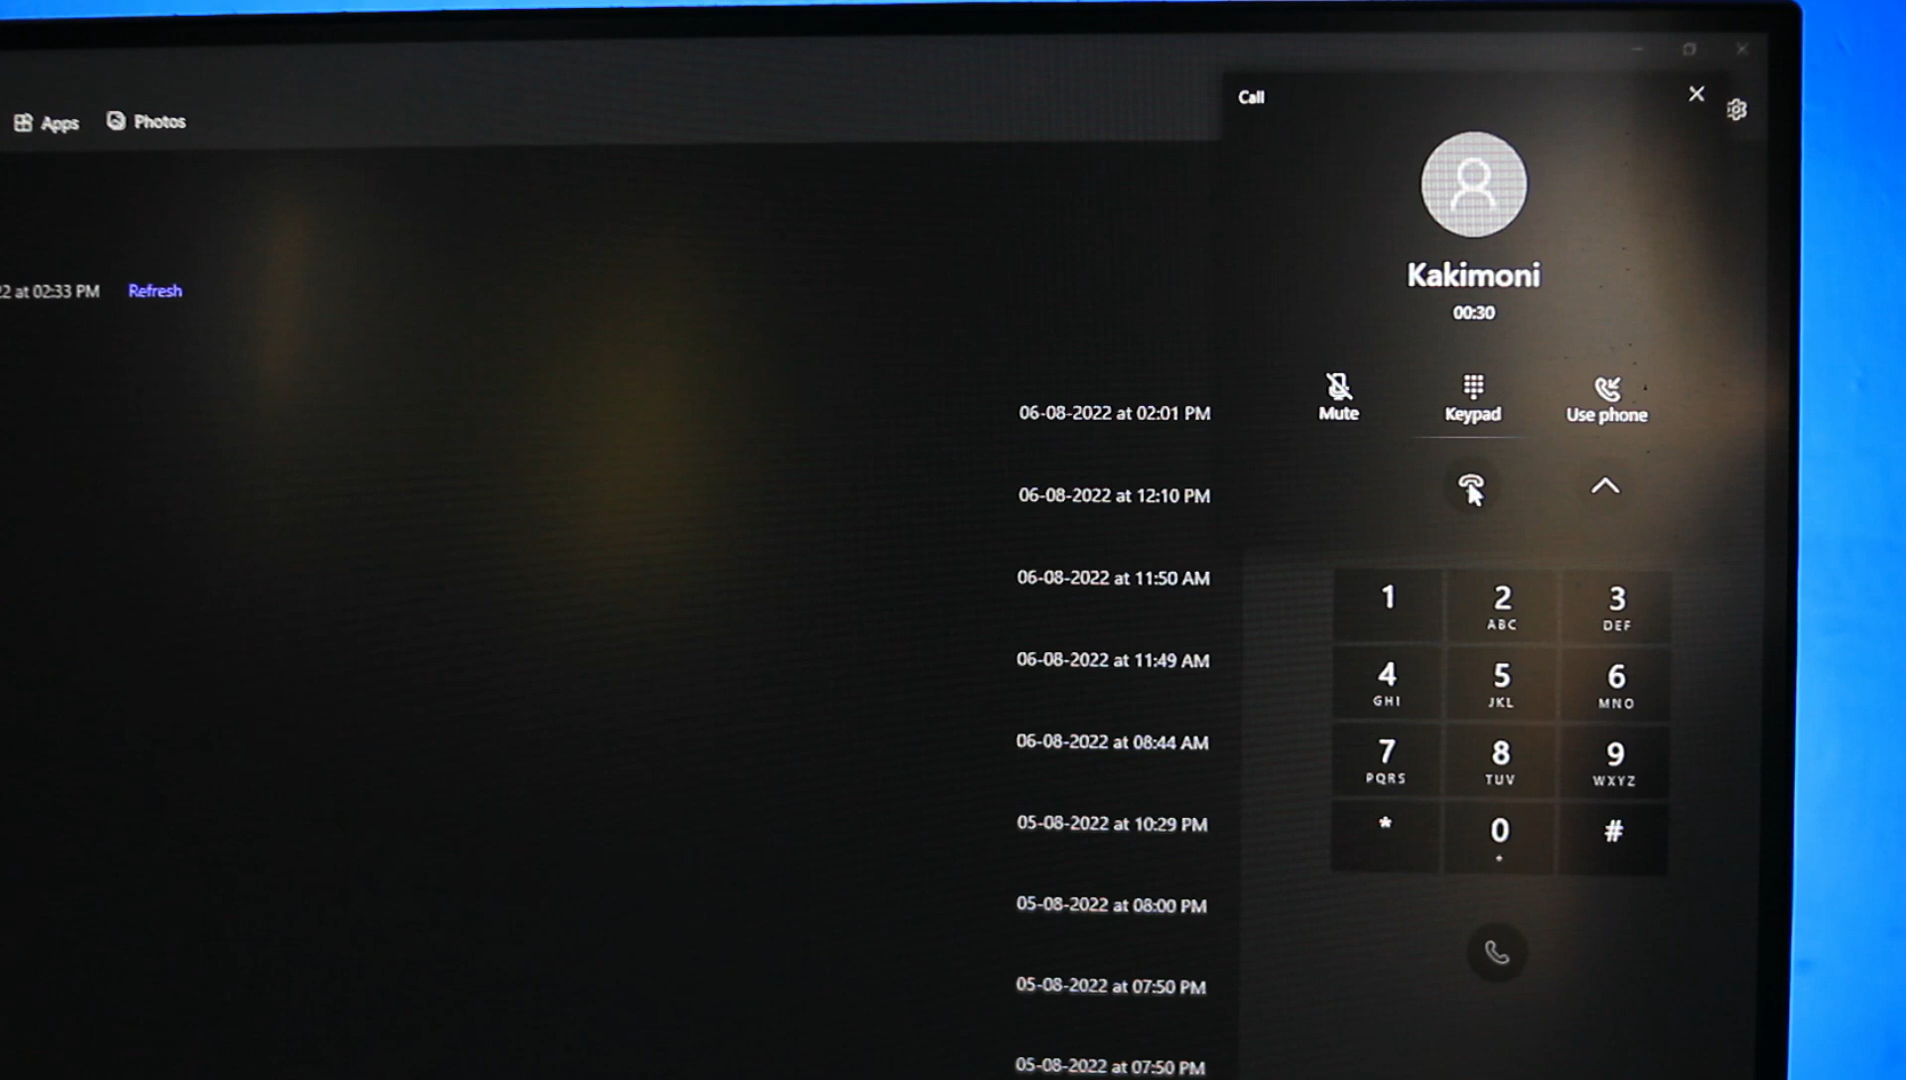 Apps Photos
2 at 02:33 PM Refresh
06-08-2022 at 02:01 PM
06-08-2022 at 12:10 PM
06-08-2022 at 11:50 AM
06-08-2022 at 11:49 AM
06-08-2022 at 08:44 AM
05-08-2022 at 10:29 PM
05-08-2022 at 08:00 PM
05-08-2022 at 07:50 PM
05-08-2022 at 07:50 PM
Call
Kakimoni
00:30
Mute Keypad Use phone
1 2 3
ABC DEF
4 5 6
GHI JKL MNO
7 8 9
PQRS TUV WXYZ
* 0 #